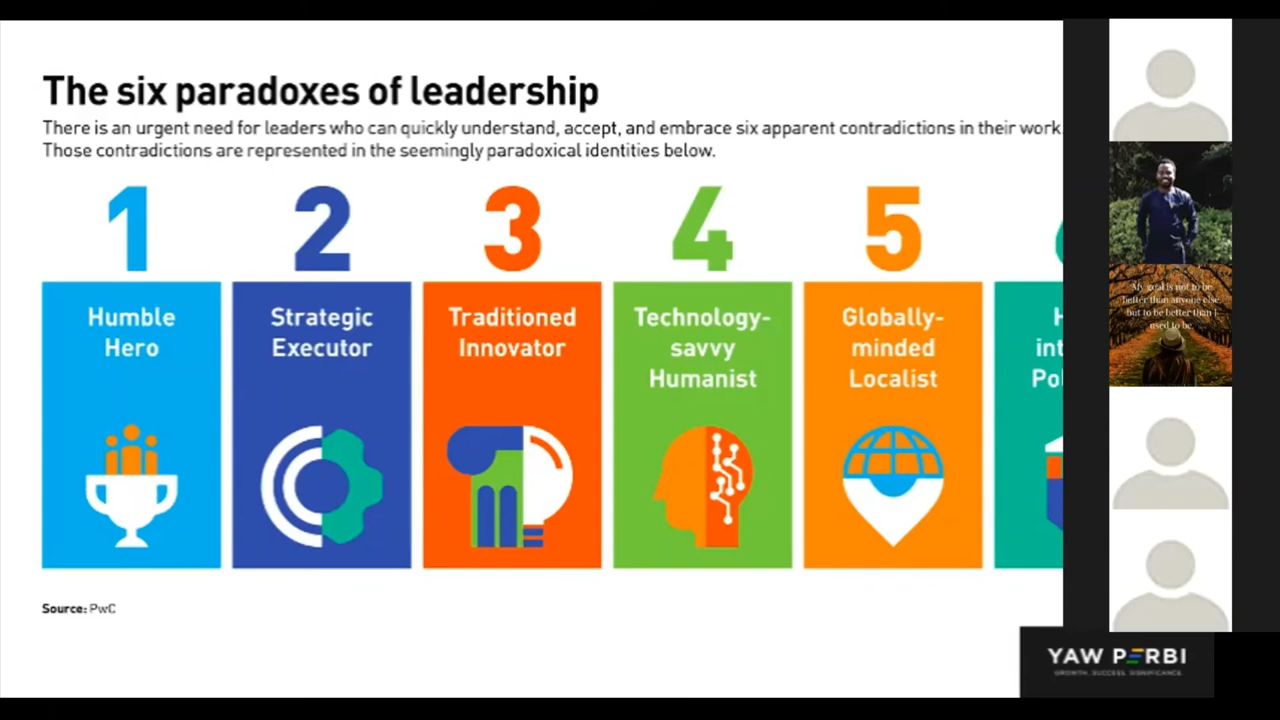 The six paradoxes of leadership
There is an urgent need for leaders who can quickly understand, accept, and embrace six apparent contradictions in their work.
Those contradictions are represented in the seemingly paradoxical identities below.
1
2
3
4
5
Humble
Hero
Strategic
Executor
Traditioned
Innovator
Technology-
savvy
Humanist
Globally-
minded
Localist
H
int
Pol
My goal is not to be
better than anyone else,
but to be better than I
used to be.
Source: PwC
YAW PERBI
GROWTH. SUCCESS. SIGNIFICANCE.